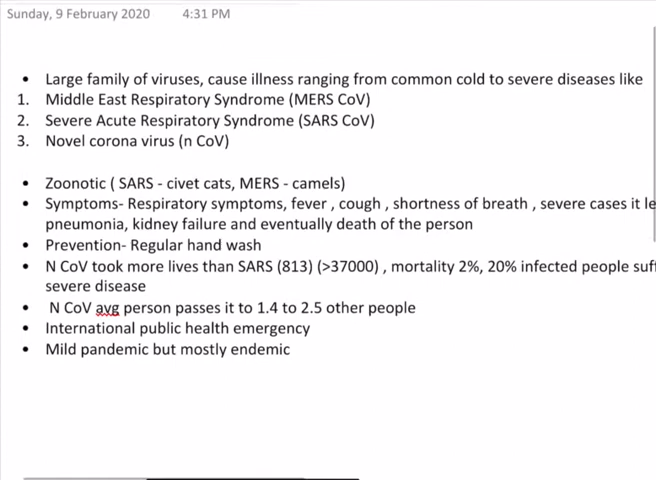 Sunday, 9 February 2020 4:31 PM
• Large family of viruses, cause illness ranging from common cold to severe diseases like
1. Middle East Respiratory Syndrome (MERS CoV)
2. Severe Acute Respiratory Syndrome (SARS CoV)
3. Novel corona virus (n CoV)
• Zoonotic ( SARS - civet cats, MERS - camels)
• Symptoms- Respiratory symptoms, fever , cough , shortness of breath , severe cases it le
pneumonia, kidney failure and eventually death of the person
• Prevention- Regular hand wash
• N CoV took more lives than SARS (813) (>37000) , mortality 2%, 20% infected people suf
severe disease
• N CoV avg person passes it to 1.4 to 2.5 other people
• International public health emergency
• Mild pandemic but mostly endemic